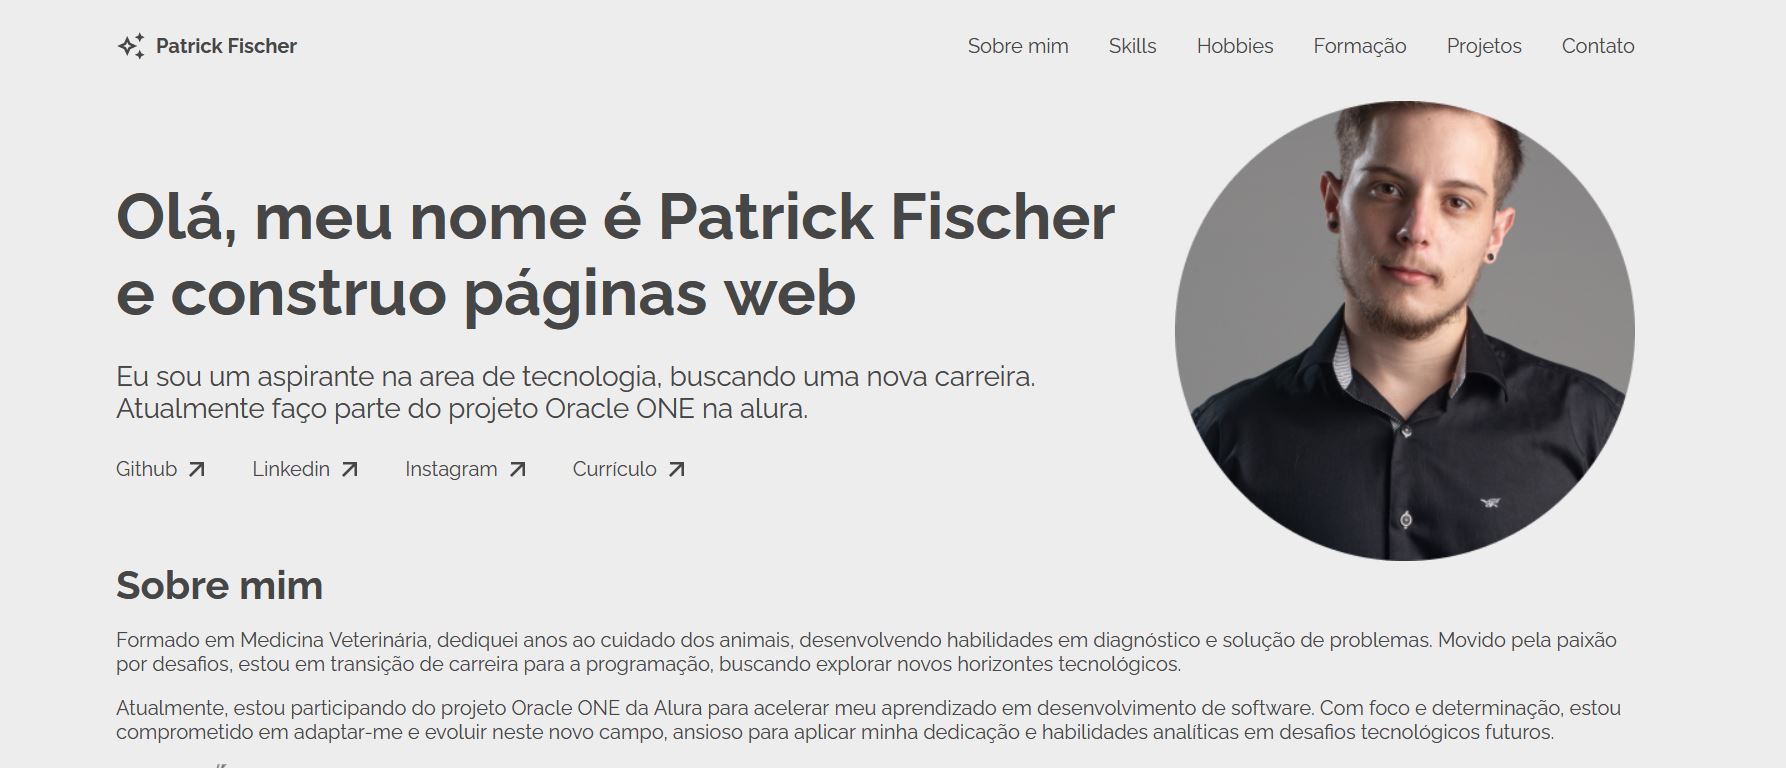 Patrick Fischer
Sobre mim
Skills
Hobbies
Formação
Projetos
Contato
Olá, meu nome é Patrick Fischer
e construo páginas web
Eu sou um aspirante na area de tecnologia, buscando uma nova carreira.
Atualmente faço parte do projeto Oracle ONE na alura.
Github
Linkedin
Instagram
Currículo
Sobre mim
Formado em Medicina Veterinária, dediquei anos ao cuidado dos animais, desenvolvendo habilidades em diagnóstico e solução de problemas. Movido pela paixão
por desafios, estou em transição de carreira para a programação, buscando explorar novos horizontes tecnológicos.
Atualmente, estou participando do projeto Oracle ONE da Alura para acelerar meu aprendizado em desenvolvimento de software. Com foco e determinação, estou
comprometido em adaptar-me e evoluir neste novo campo, ansioso para aplicar minha dedicação e habilidades analíticas em desafios tecnológicos futuros.